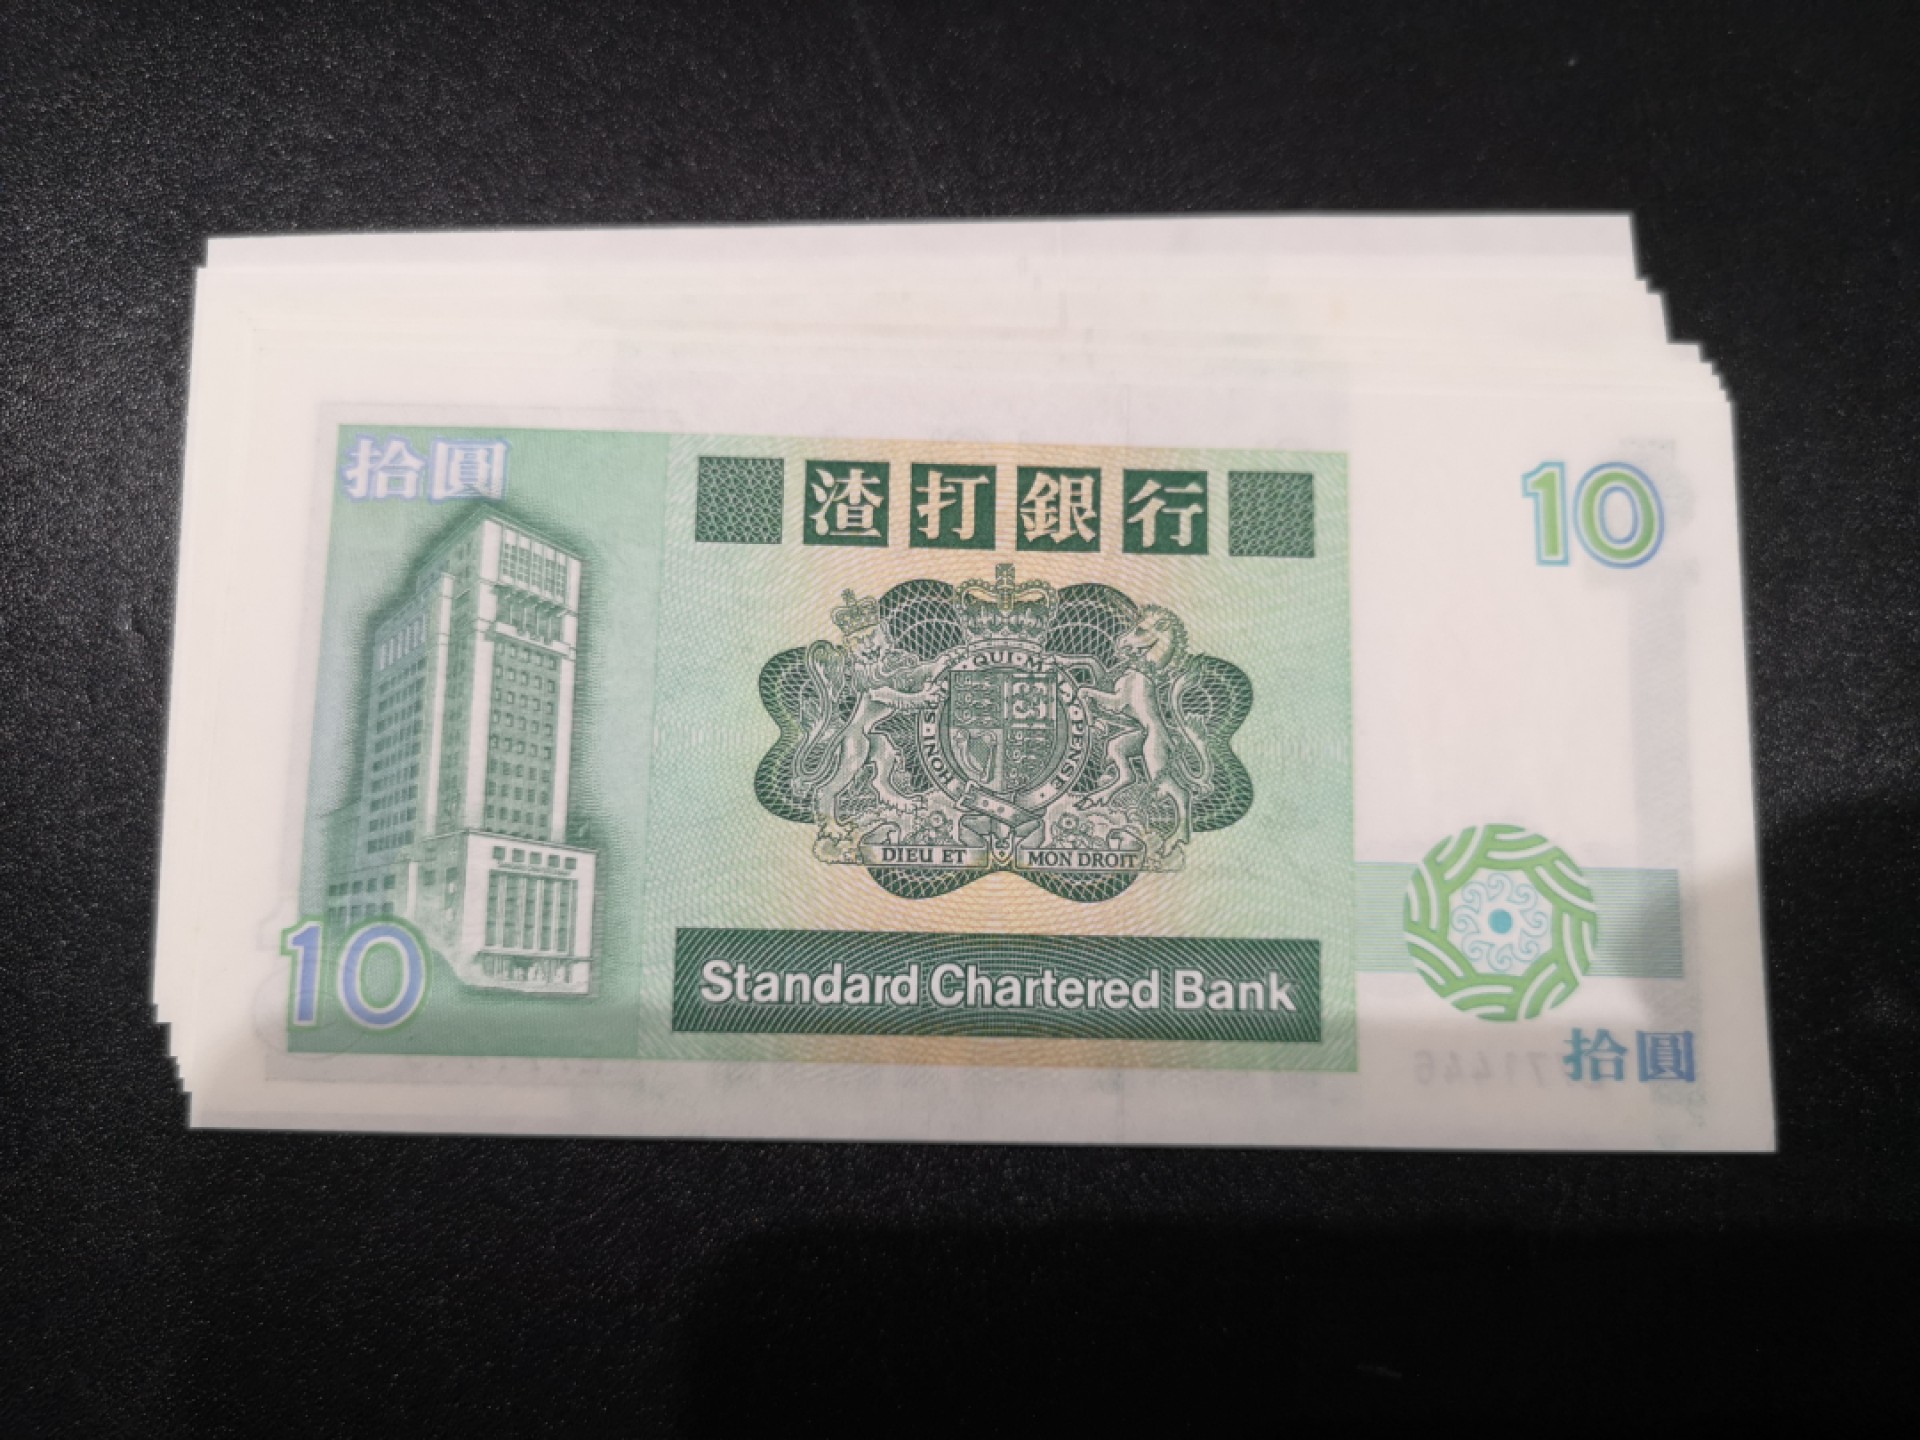 拾圓
渣打銀行
10
HONI·SOI·QUI·MAL·Y·PENSE
DIEU ET MON DROIT
10
Standard Chartered Bank
拾圓